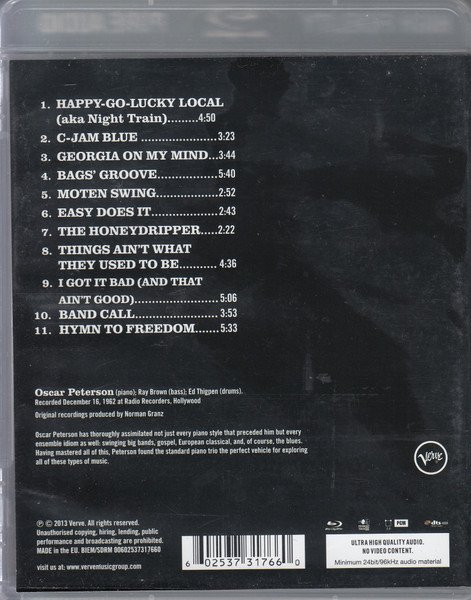 1. HAPPY-GO-LUCKY LOCAL
(aka Night Train).........4:50
2. C-JAM BLUE ................3:23
3. GEORGIA ON MY MIND...3:44
4. BAGS' GROOVE..............5:40
5. MOTEN SWING...............2:52
6. EASY DOES IT................2:43
7. THE HONEYDRIPPER.....2:22
8. THINGS AIN'T WHAT
THEY USED TO BE.......... 4:36
9. I GOT IT BAD (AND THAT
AIN'T GOOD)....................5:06
10. BAND CALL....................3:53
11. HYMN TO FREEDOM......5:33
Oscar Peterson (piano); Ray Brown (bass); Ed Thigpen (drums).
Recorded December 16, 1962 at Radio Recorders, Hollywood
Original recordings produced by Norman Granz
Oscar Peterson has thoroughly assimilated not just every piano style that preceded him but every
ensemble idiom as well: swinging big bands, gospel, European classical, and, of course, the blues.
Having mastered all of this, Peterson found the standard piano trio the perfect vehicle for exploring
all of these types of music.
Verve
℗ © 2013 Verve. All rights reserved.
Unauthorised copying, hiring, lending, public
performance and broadcasting prohibited.
MADE in the EU. BIEM/SDRM 00602537317660
visit us at: www.vervemusicgroup.com
6 02537 31766 0
PCM dts-HD
ULTRA HIGH QUALITY AUDIO.
NO VIDEO CONTENT.
Minimum 24bit/96kHz audio material